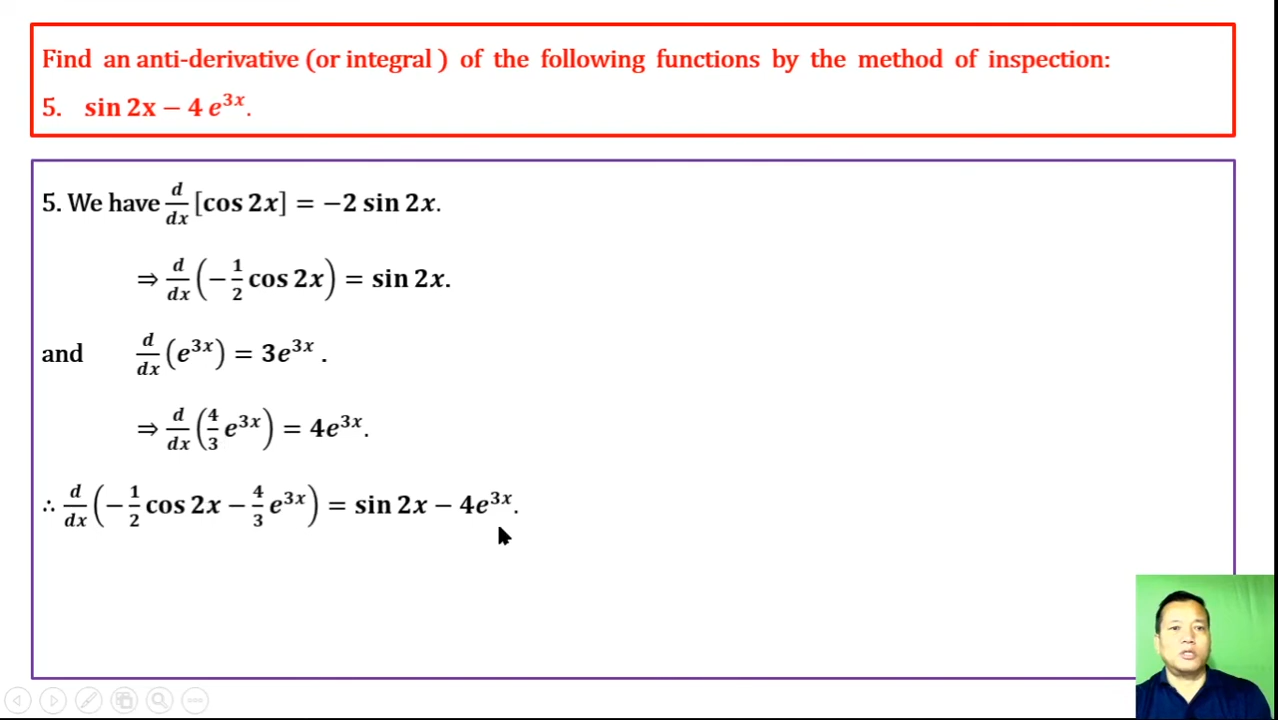 Find an anti-derivative (or integral ) of the following functions by the method of inspection:
5. sin 2x − 4 e^{3x}.
5. We have d/dx [cos 2x] = −2 sin 2x.
⇒ d/dx (−1/2 cos 2x) = sin 2x.
and d/dx (e^{3x}) = 3e^{3x} .
⇒ d/dx (4/3 e^{3x}) = 4e^{3x}.
∴ d/dx (−1/2 cos 2x − 4/3 e^{3x}) = sin 2x − 4e^{3x}.